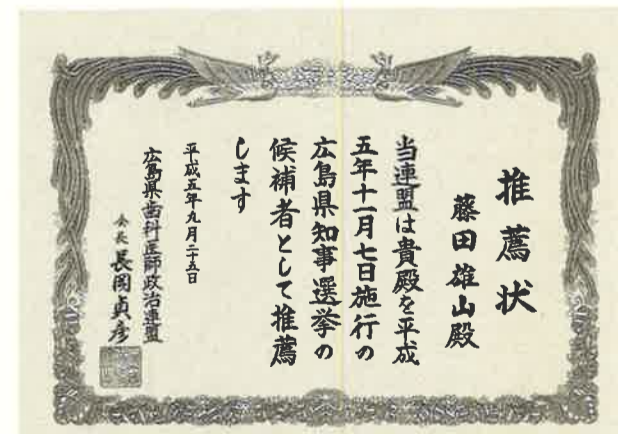 推薦状
藤田雄山殿
当連盟は貴殿を平成
五年十一月七日施行の
広島県知事選挙の
候補者として推薦
します
平成五年九月二十五日
広島県歯科医師政治連盟
会長 長岡貞彦